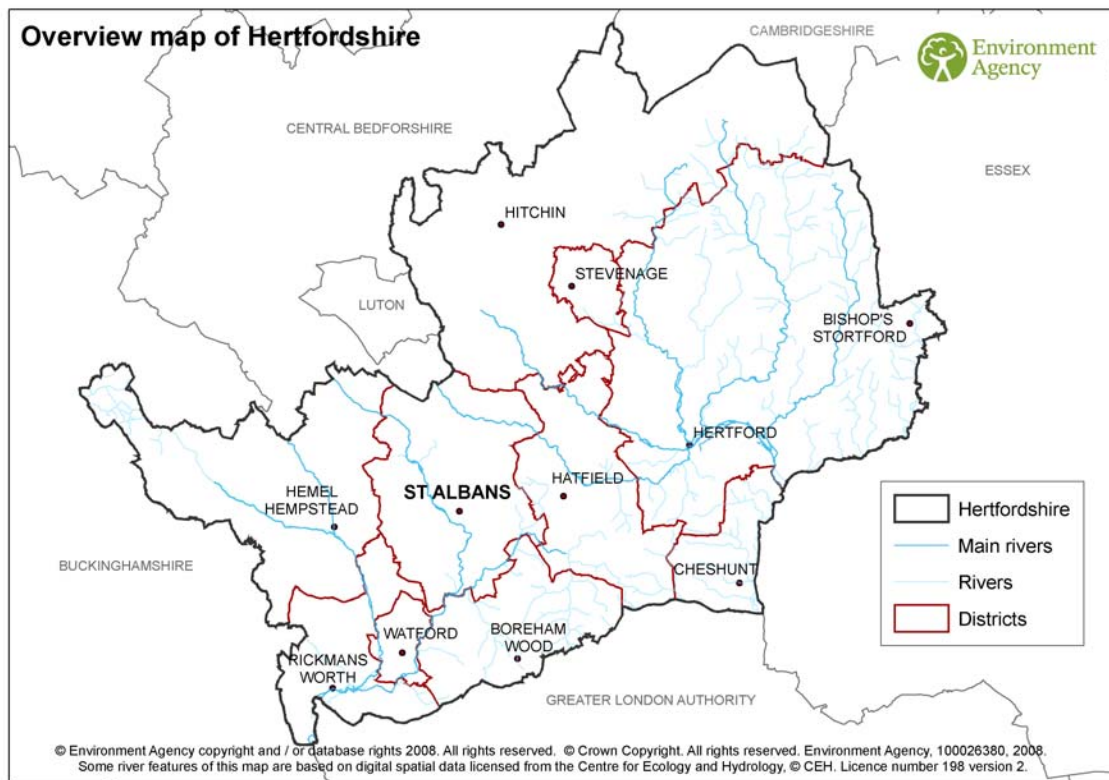 Overview map of Hertfordshire
CAMBRIDGESHIRE
Environment
Agency
CENTRAL BEDFORSHIRE
ESSEX
HITCHIN
STEVENAGE
LUTON
BISHOP'S
STORTFORD
HERTFORD
HATFIELD
ST ALBANS
HEMEL
HEMPSTEAD
BUCKINGHAMSHIRE
CHESHUNT
WATFORD
BOREHAM
WOOD
RICKMANS
WORTH
GREATER LONDON AUTHORITY
Hertfordshire
Main rivers
Rivers
Districts
© Environment Agency copyright and / or database rights 2008. All rights reserved. © Crown Copyright. All rights reserved. Environment Agency, 100026380, 2008.
Some river features of this map are based on digital spatial data licensed from the Centre for Ecology and Hydrology, © CEH. Licence number 198 version 2.